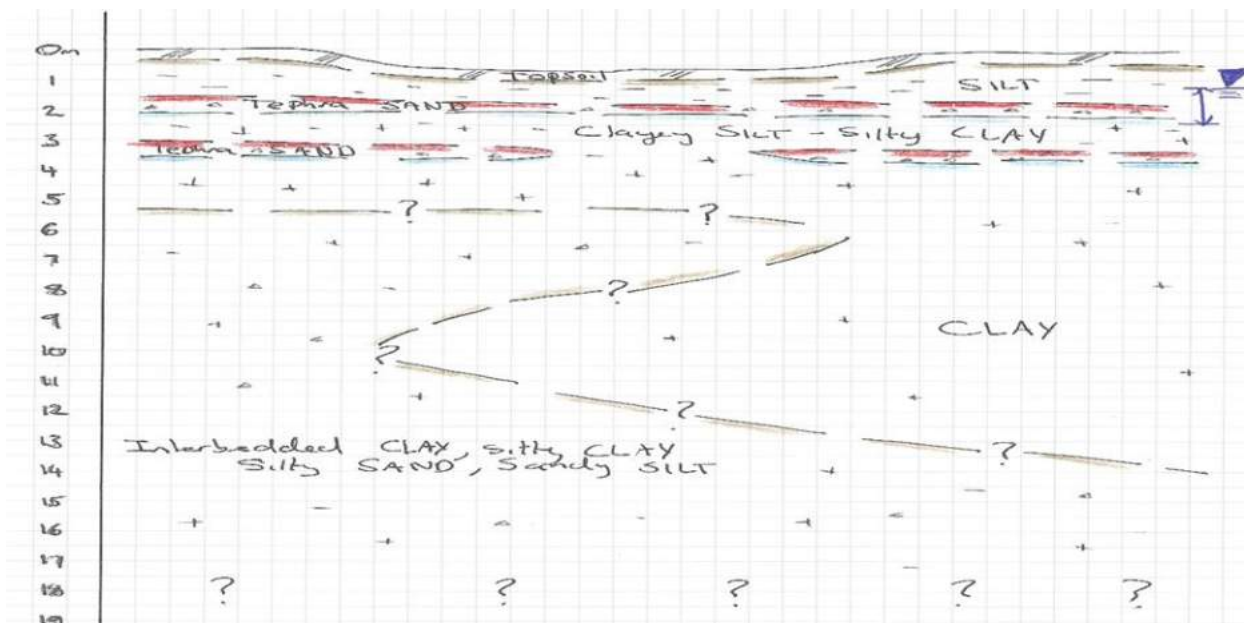 0m
Topsoil
1
SILT
2
Tephra SAND
3
Clayey SILT - Silty CLAY
Tephra SAND
4
5
?
?
6
7
8
?
9
CLAY
10
?
11
12
?
13
Interbedded CLAY, Silty CLAY
?
14
Silty SAND, Sandy SILT
15
16
17
18
? ? ? ? ?
19